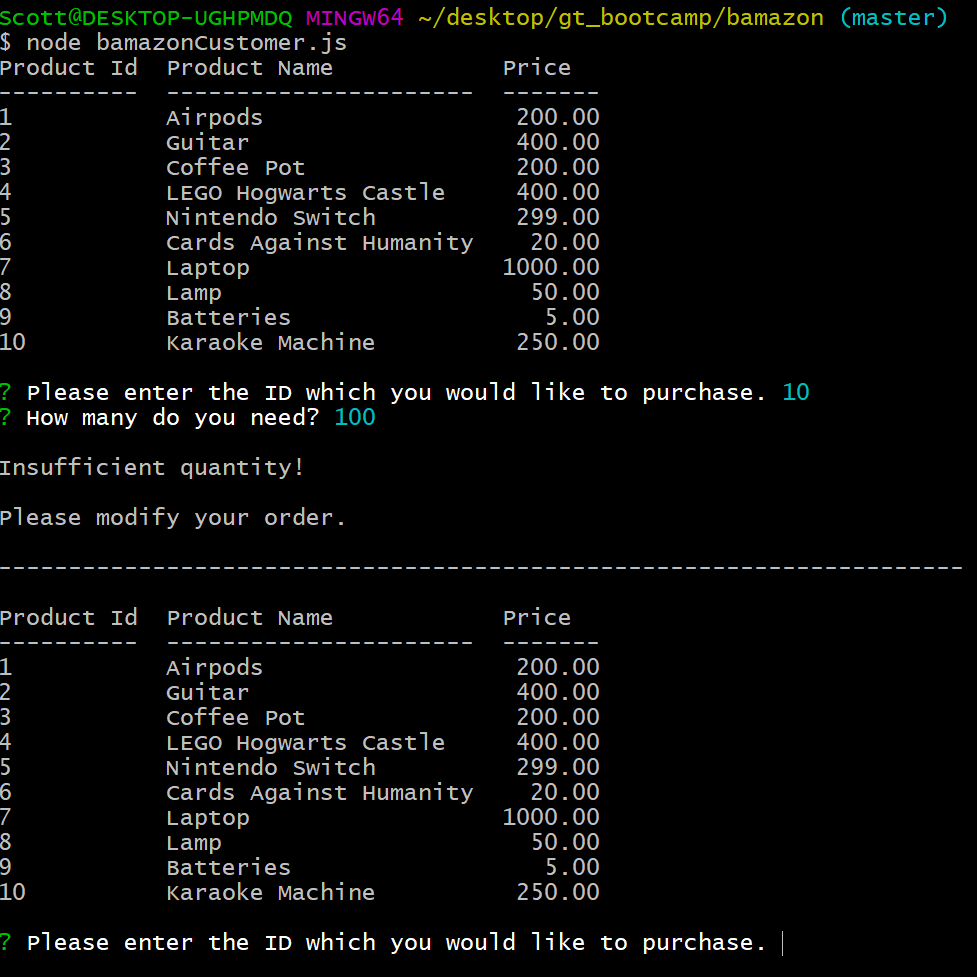 Scott@DESKTOP-UGHPMDQ MINGW64 ~/desktop/gt_bootcamp/bamazon (master)
$ node bamazonCustomer.js
Product Id  Product Name            Price
----------  ----------------------  -------
1           Airpods                  200.00
2           Guitar                   400.00
3           Coffee Pot               200.00
4           LEGO Hogwarts Castle     400.00
5           Nintendo Switch          299.00
6           Cards Against Humanity    20.00
7           Laptop                  1000.00
8           Lamp                      50.00
9           Batteries                  5.00
10          Karaoke Machine          250.00

? Please enter the ID which you would like to purchase. 10
? How many do you need? 100

Insufficient quantity!

Please modify your order.

---------------------------------------------------------------------

Product Id  Product Name            Price
----------  ----------------------  -------
1           Airpods                  200.00
2           Guitar                   400.00
3           Coffee Pot               200.00
4           LEGO Hogwarts Castle     400.00
5           Nintendo Switch          299.00
6           Cards Against Humanity    20.00
7           Laptop                  1000.00
8           Lamp                      50.00
9           Batteries                  5.00
10          Karaoke Machine          250.00

? Please enter the ID which you would like to purchase.